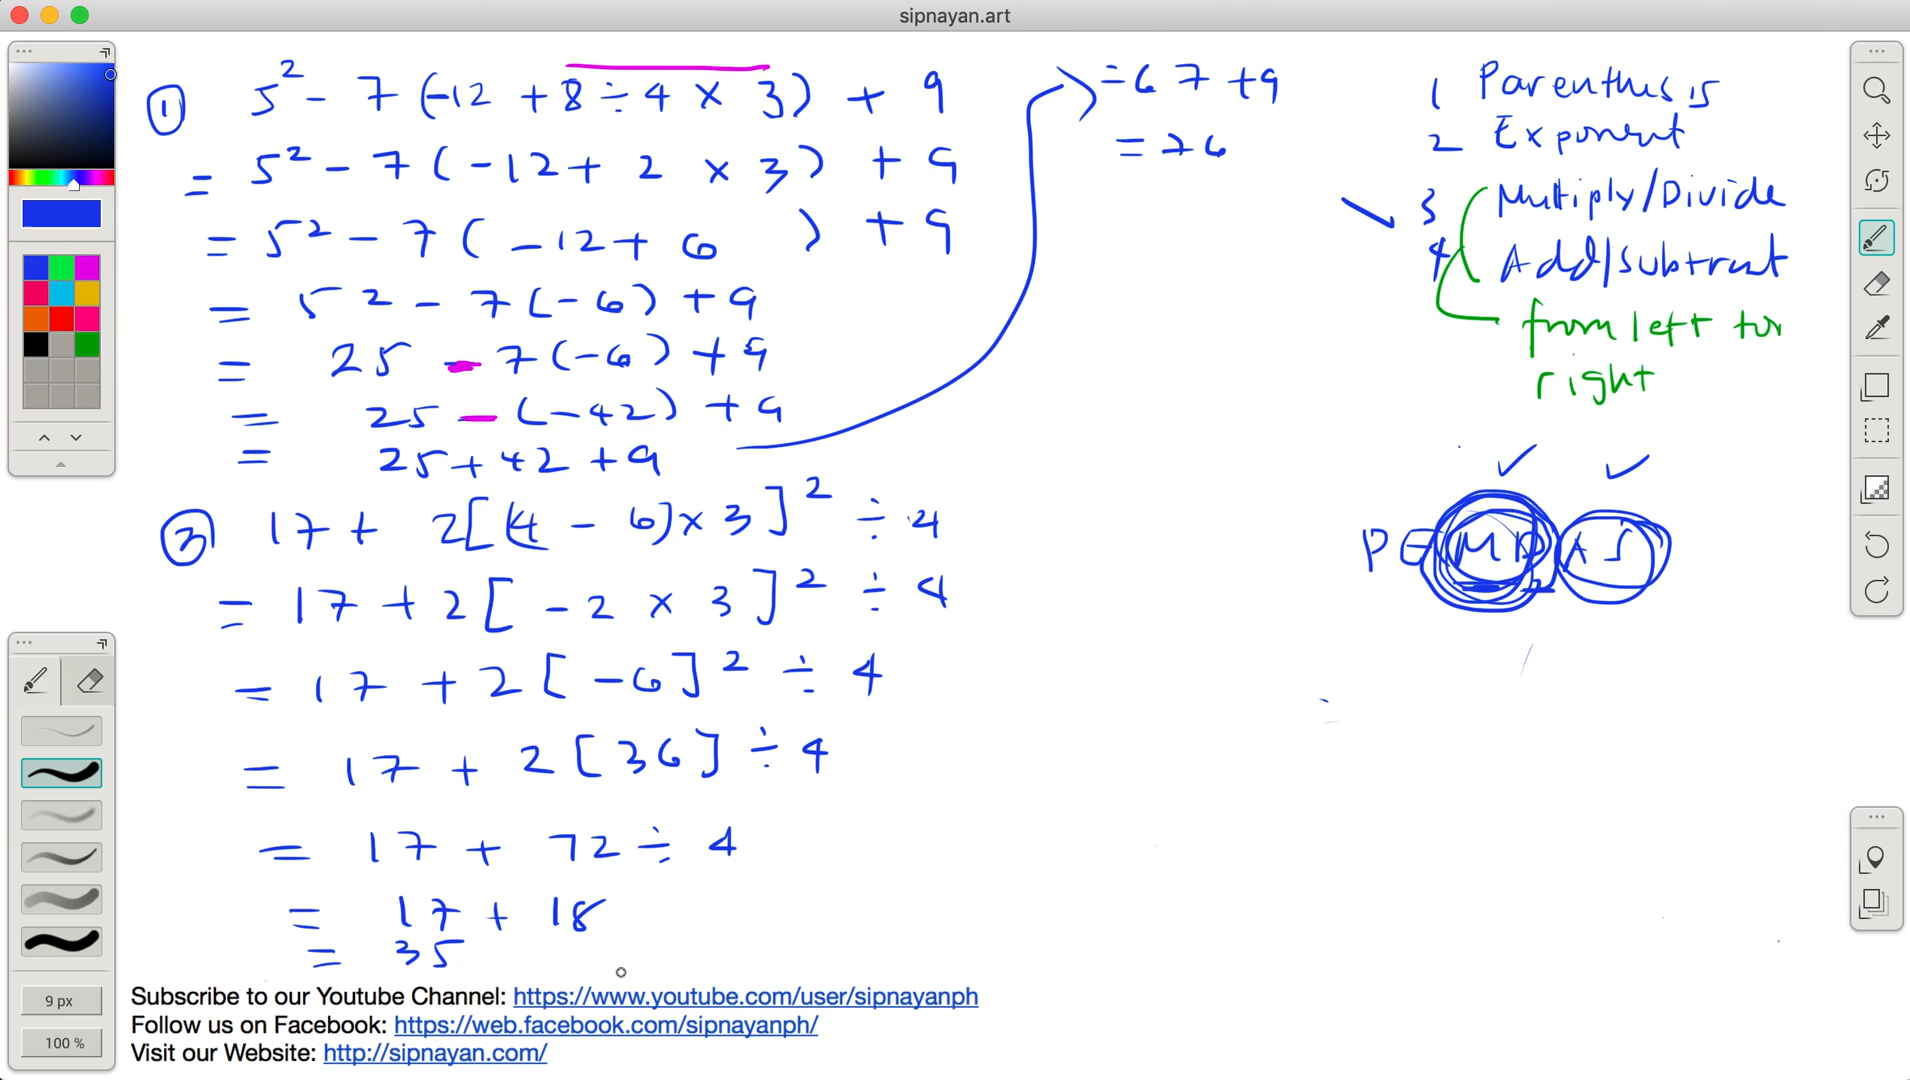 sipnayan.art
① 5² - 7 (-12 + 8 ÷ 4 × 3) + 9
= 5² - 7 ( -12 + 2 × 3 ) + 9
= 5² - 7 ( -12 + 6 ) + 9
= 5² - 7 (-6) + 9
= 25 - 7 (-6) + 9
= 25 - (-42) + 9
= 25 + 42 + 9
= 67 + 9
= 76
③ 17 + 2[(4 - 6) × 3]² ÷ 4
= 17 + 2 [ -2 × 3 ]² ÷ 4
= 17 + 2 [ -6 ]² ÷ 4
= 17 + 2 [ 36 ] ÷ 4
= 17 + 72 ÷ 4
= 17 + 18
= 35
1 Parenthisis
2 Exponent
3 Multiply/Divide
4 Add/Subtract
from left to
right
PEMDAS
9 px
100 %
Subscribe to our Youtube Channel: https://www.youtube.com/user/sipnayanph
Follow us on Facebook: https://web.facebook.com/sipnayanph/
Visit our Website: http://sipnayan.com/